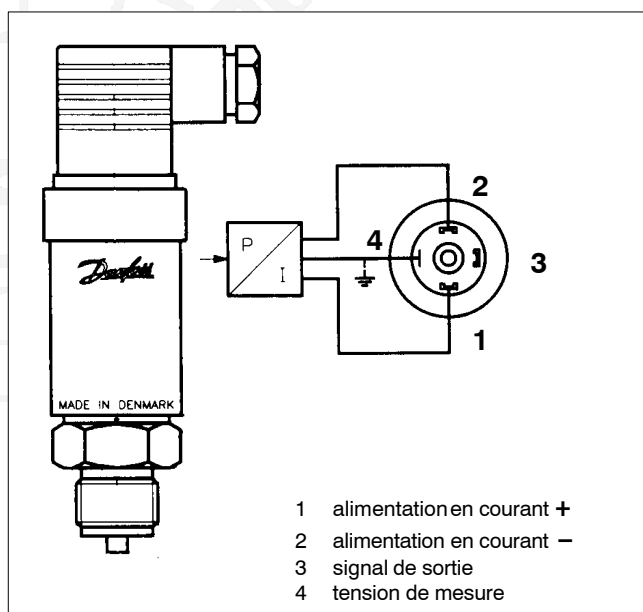 Danfoss
MADE IN DENMARK
P
I
2
4
3
1
1 alimentation en courant +
2 alimentation en courant −
3 signal de sortie
4 tension de mesure